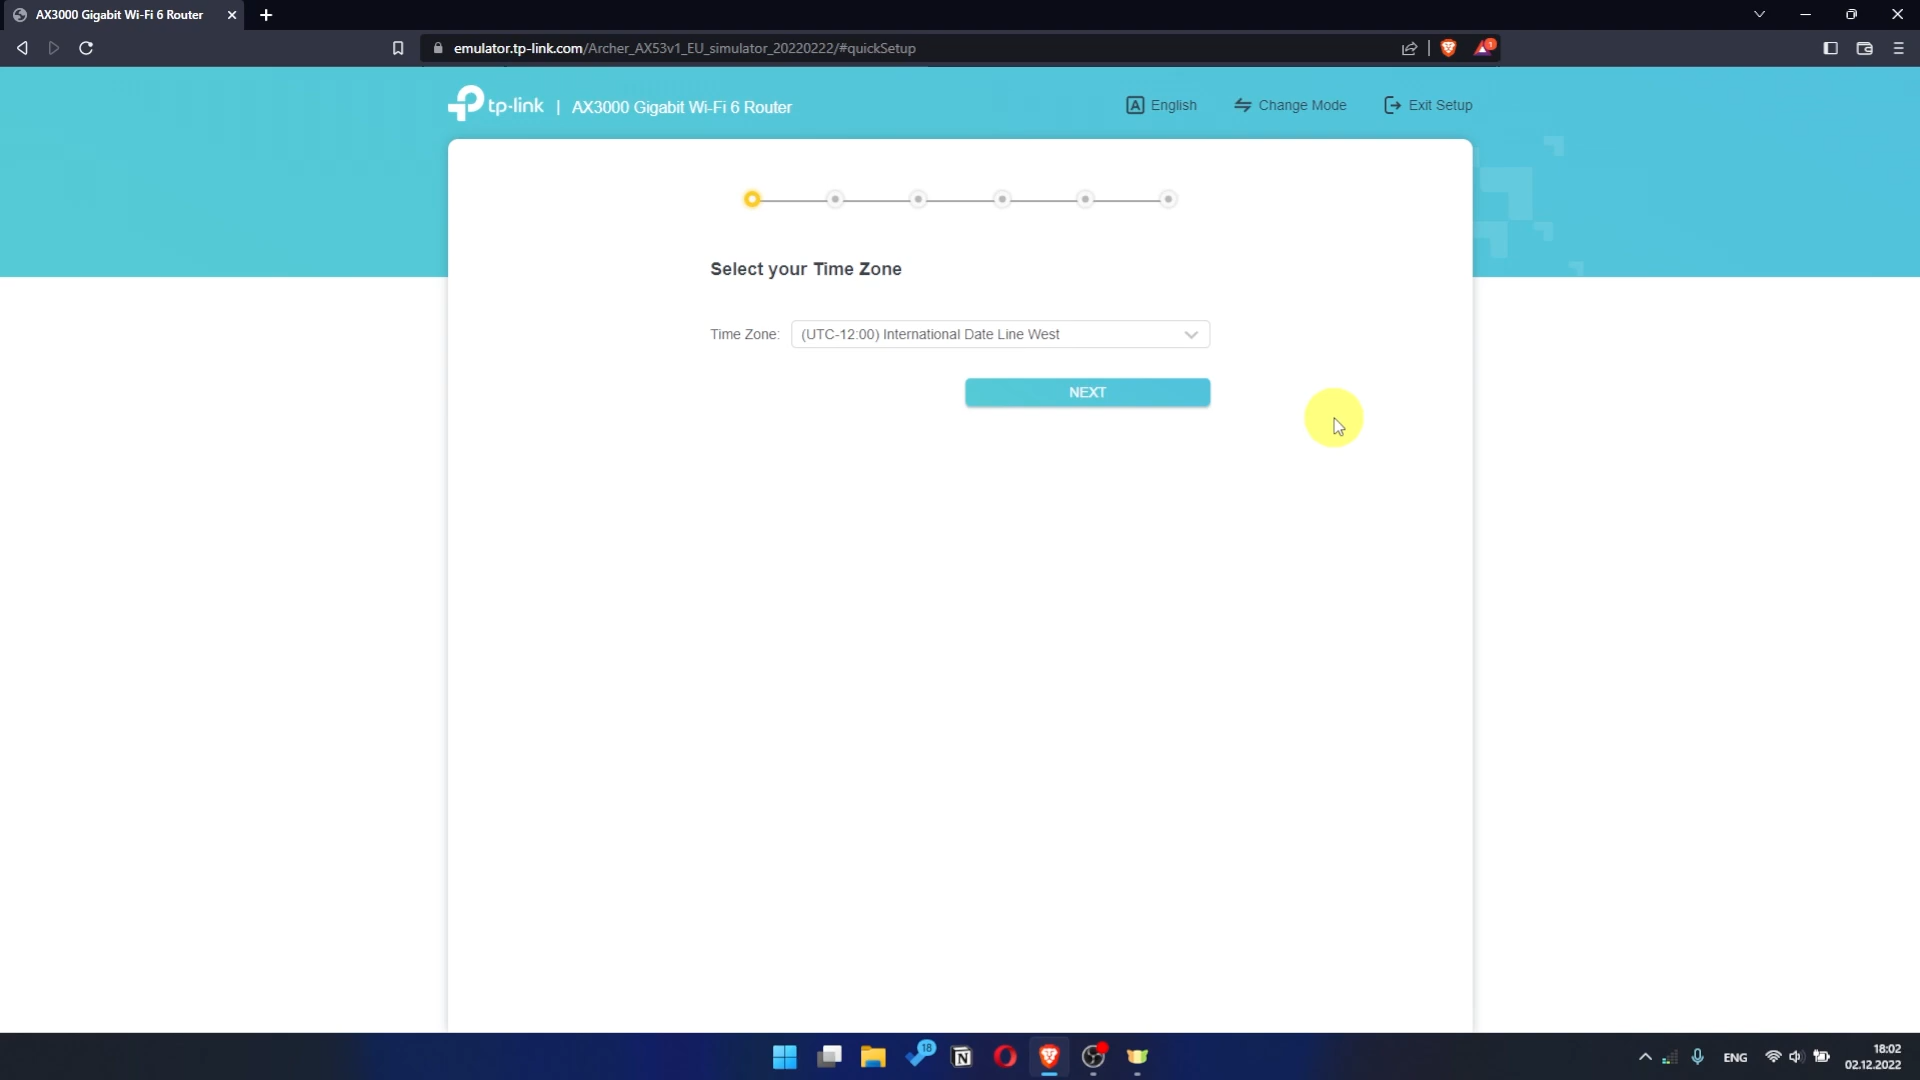 AX3000 Gigabit Wi-Fi 6 Router
emulator.tp-link.com/Archer_AX53v1_EU_simulator_20220222/#quickSetup
1
tp-link | AX3000 Gigabit Wi-Fi 6 Router
A English
Change Mode
Exit Setup
Select your Time Zone
Time Zone: (UTC-12:00) International Date Line West
NEXT
18
N
ENG
18:02
02.12.2022